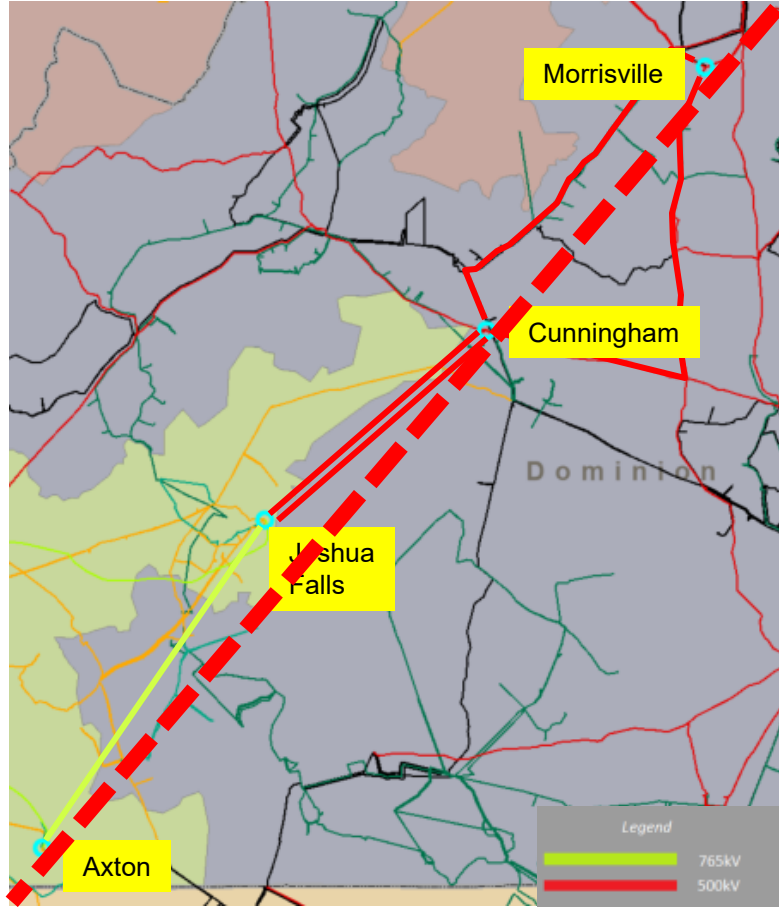 Morrisville
Cunningham
Dominion
Joshua
Falls
Axton
Legend
765kV
500kV